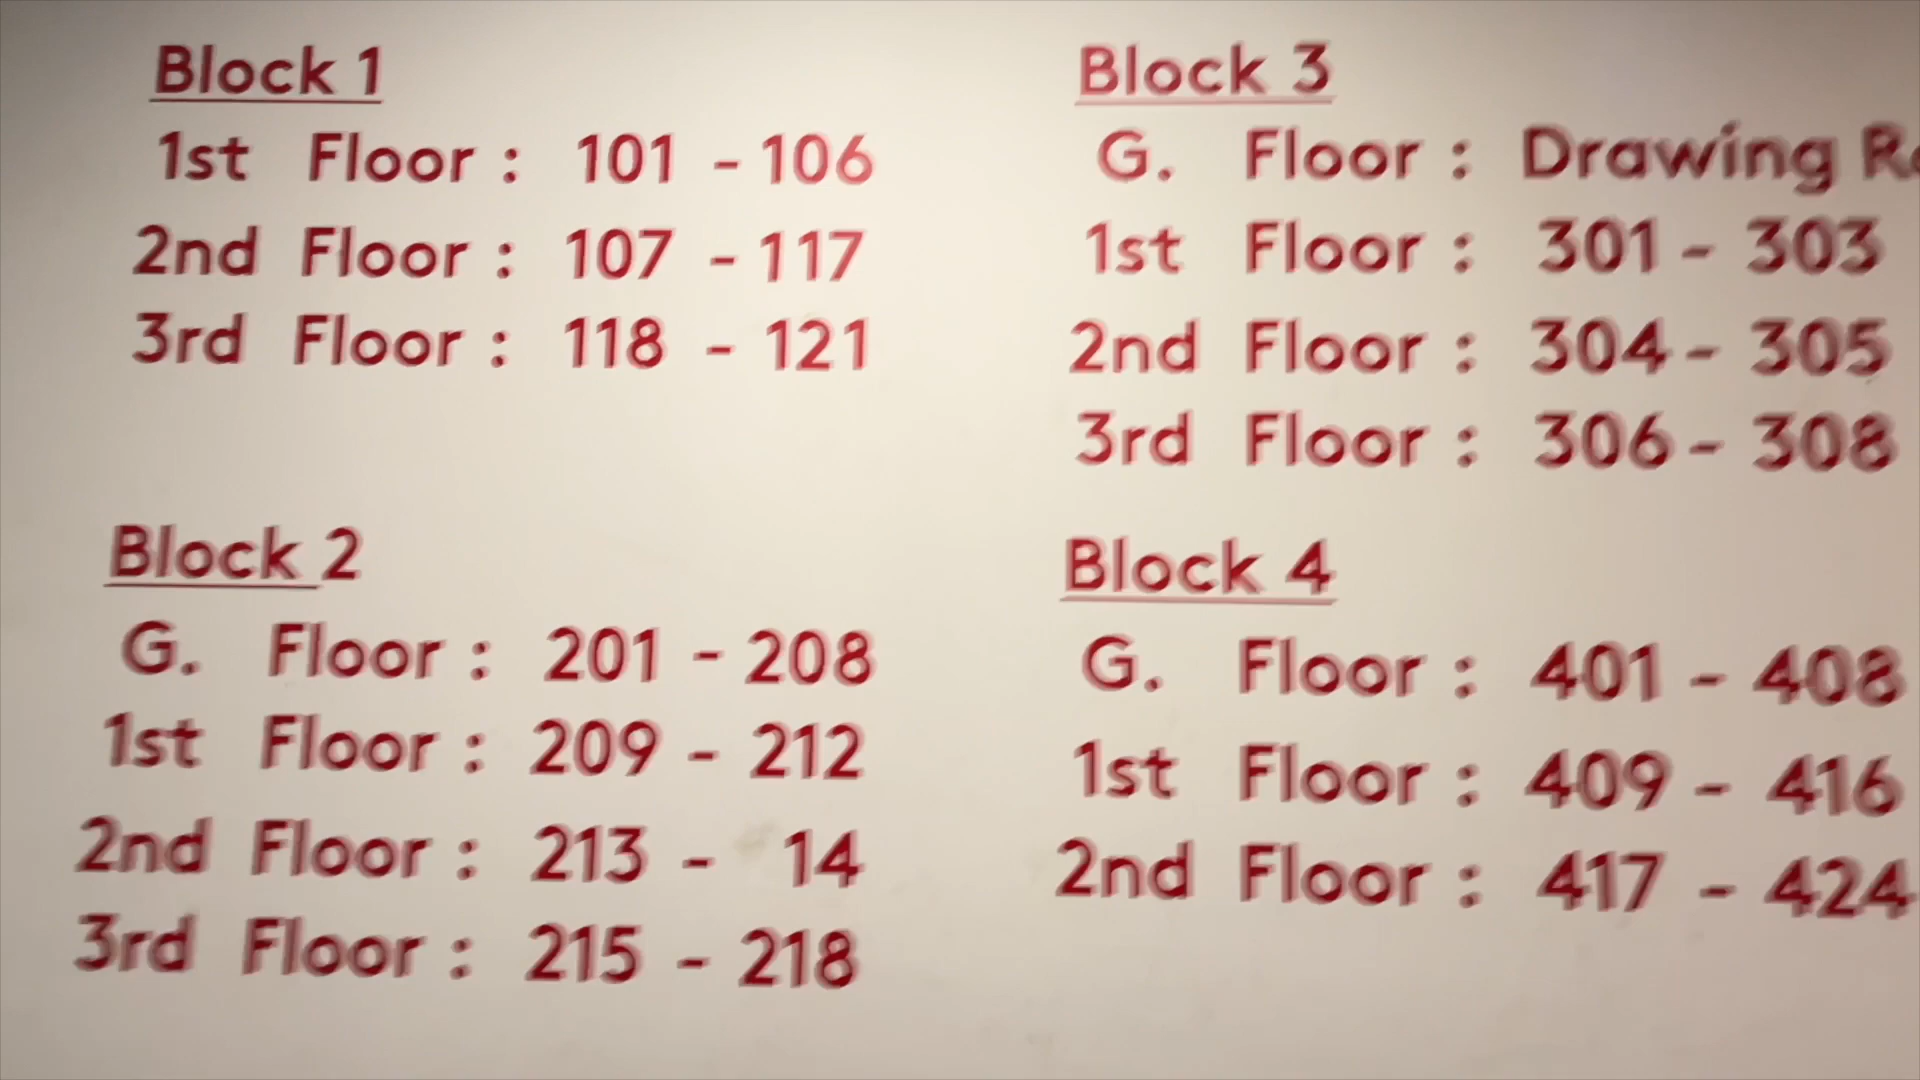 Block 1
1st Floor : 101 - 106
2nd Floor : 107 - 117
3rd Floor : 118 - 121
Block 2
G. Floor : 201 - 208
1st Floor : 209 - 212
2nd Floor : 213 - 14
3rd Floor : 215 - 218
Block 3
G. Floor : Drawing
1st Floor : 301 - 303
2nd Floor : 304 - 305
3rd Floor : 306 - 308
Block 4
G. Floor : 401 - 408
1st Floor : 409 - 416
2nd Floor : 417 - 424